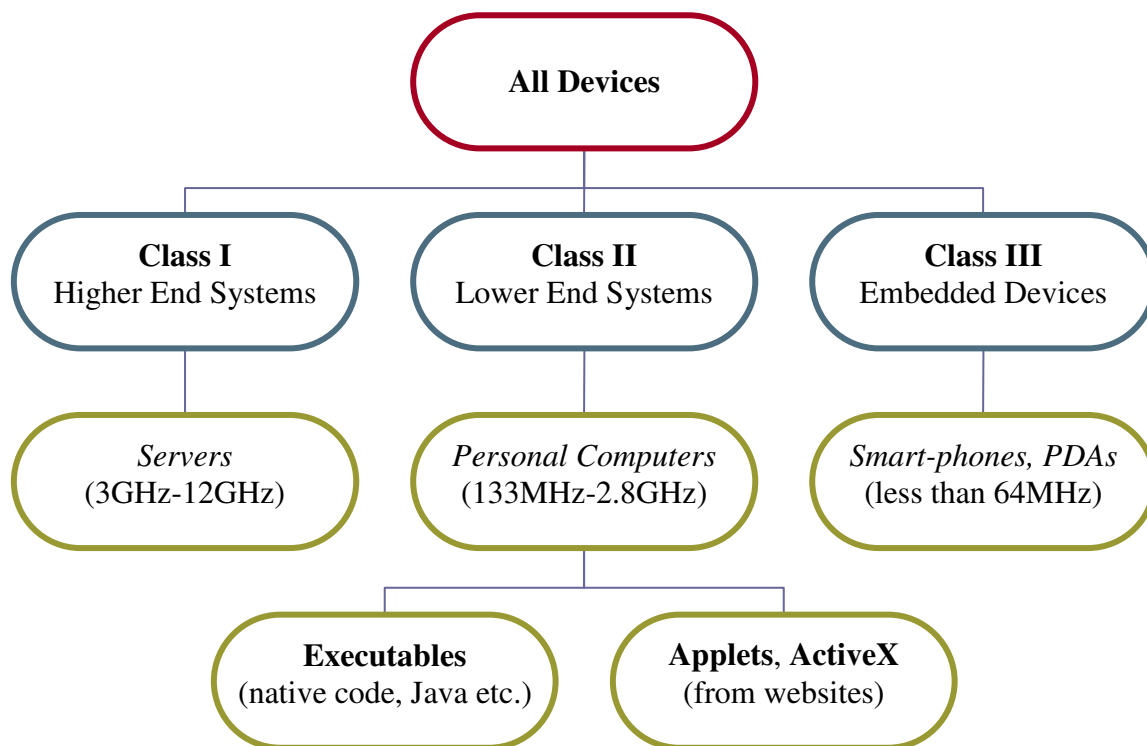 All Devices
Class I
Higher End Systems
Class II
Lower End Systems
Class III
Embedded Devices
Servers
(3GHz-12GHz)
Personal Computers
(133MHz-2.8GHz)
Smart-phones, PDAs
(less than 64MHz)
Executables
(native code, Java etc.)
Applets, ActiveX
(from websites)